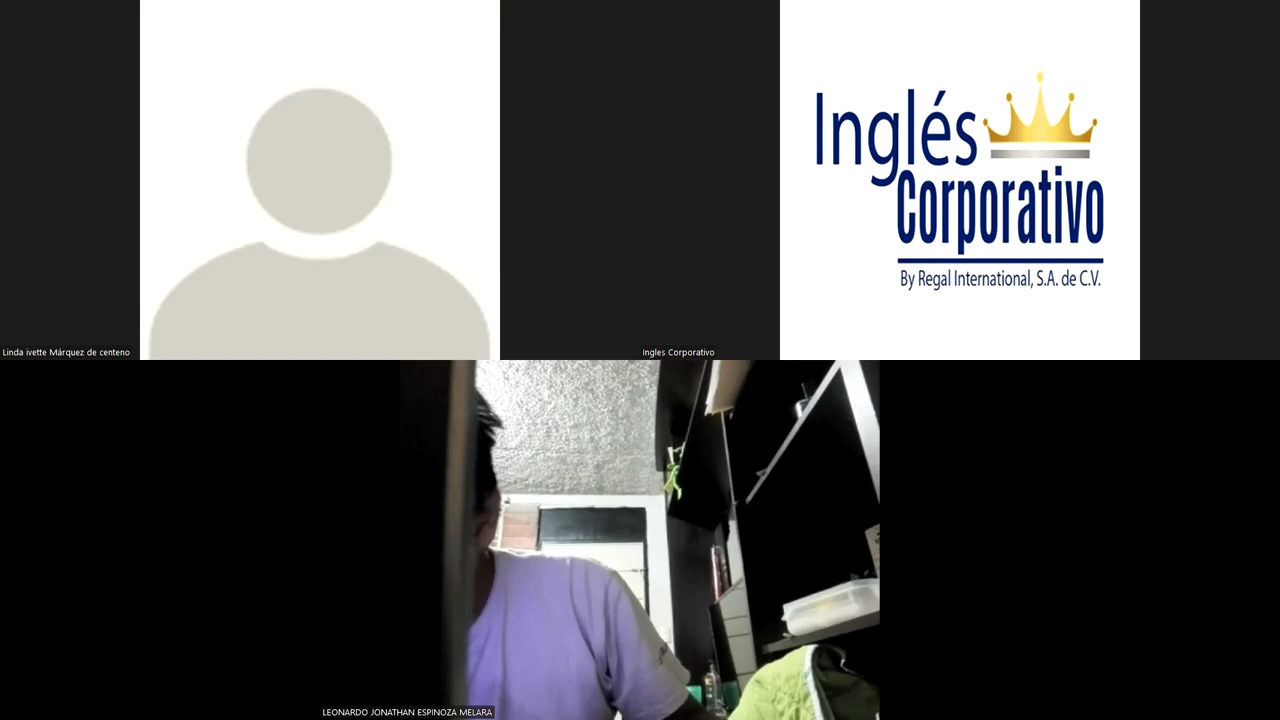 Inglés
Corporativo
By Regal International, S.A. de C.V.
Linda ivette Márquez de centeno
Ingles Corporativo
LEONARDO JONATHAN ESPINOZA MELARA